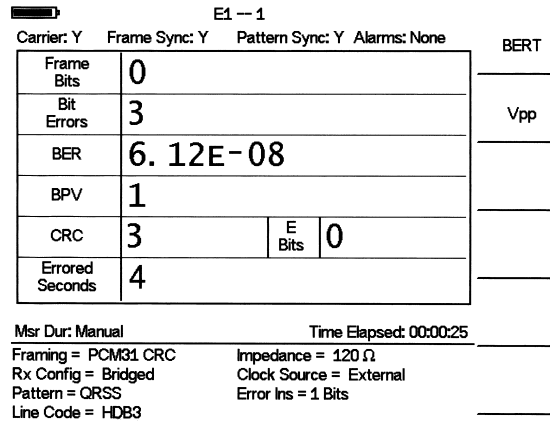 E1 -- 1
Carrier: Y Frame Sync: Y Pattern Sync: Y Alarms: None
BERT
Frame Bits 0
Vpp
Bit Errors 3
BER 6.12E-08
BPV 1
CRC 3 E Bits 0
Errored Seconds 4
Msr Dur: Manual Time Elapsed: 00:00:25
Framing = PCM31 CRC Impedance = 120 Ω
Rx Config = Bridged Clock Source = External
Pattern = QRSS Error Ins = 1 Bits
Line Code = HDB3